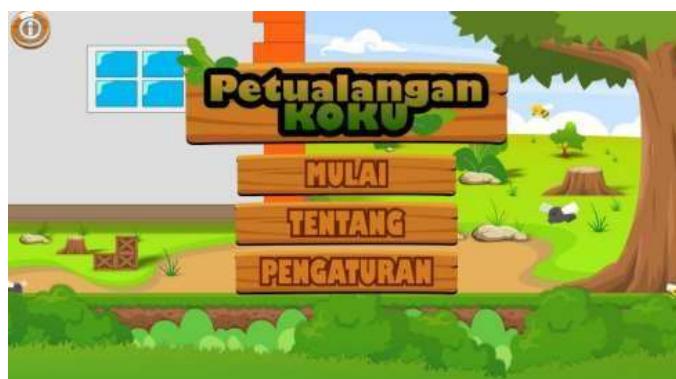 Petualangan
KOKU
MULAI
TENTANG
PENGATURAN